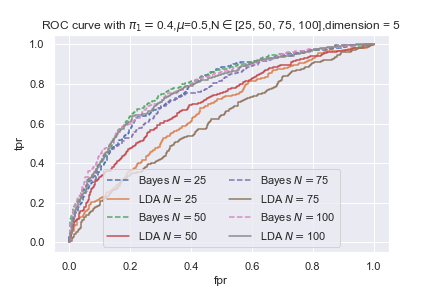 ROC curve with π₁ = 0.4,μ=0.5,N ∈ [25, 50, 75, 100],dimension = 5
1.0
0.8
0.6
0.4
0.2
0.0
tpr
Bayes N = 25
LDA N = 25
Bayes N = 50
LDA N = 50
Bayes N = 75
LDA N = 75
Bayes N = 100
LDA N = 100
0.0 0.2 0.4 0.6 0.8 1.0
fpr